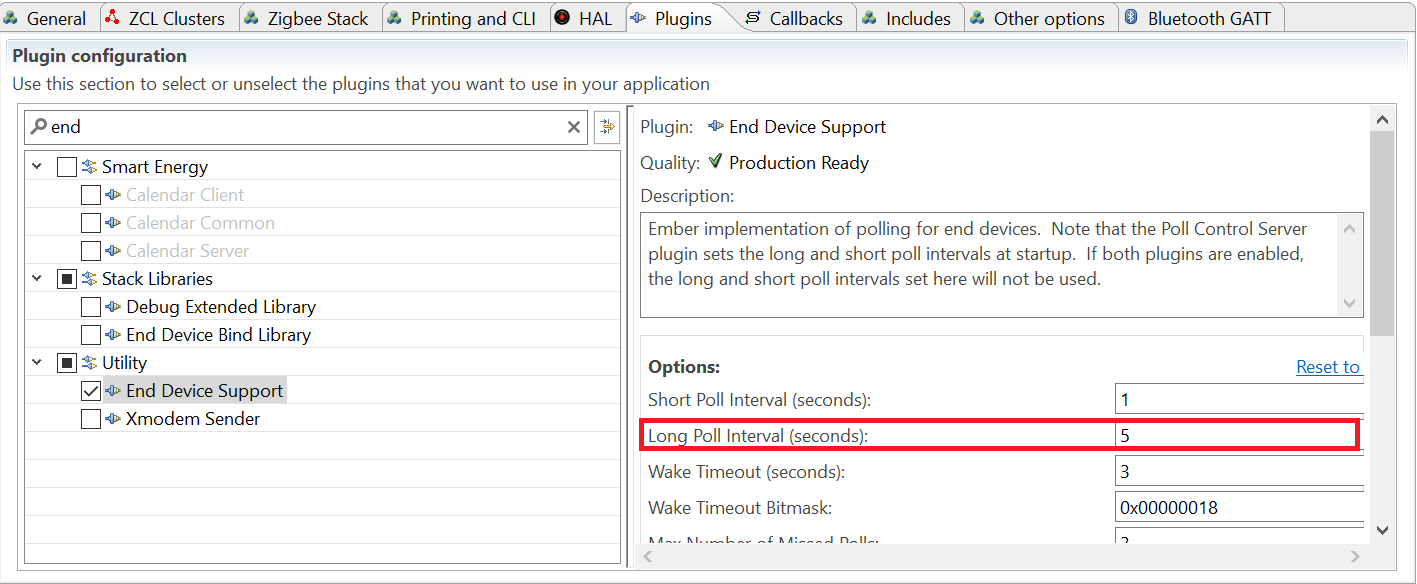 General
ZCL Clusters
Zigbee Stack
Printing and CLI
HAL
Plugins
Callbacks
Includes
Other options
Bluetooth GATT
Plugin configuration
Use this section to select or unselect the plugins that you want to use in your application
end
Smart Energy
Calendar Client
Calendar Common
Calendar Server
Stack Libraries
Debug Extended Library
End Device Bind Library
Utility
End Device Support
Xmodem Sender
Plugin: End Device Support
Quality: Production Ready
Description:
Ember implementation of polling for end devices.  Note that the Poll Control Server
plugin sets the long and short poll intervals at startup.  If both plugins are enabled,
the long and short poll intervals set here will not be used.
Options: Reset to
Short Poll Interval (seconds): 1
Long Poll Interval (seconds): 5
Wake Timeout (seconds): 3
Wake Timeout Bitmask: 0x00000018
Max Number of Missed Polls: